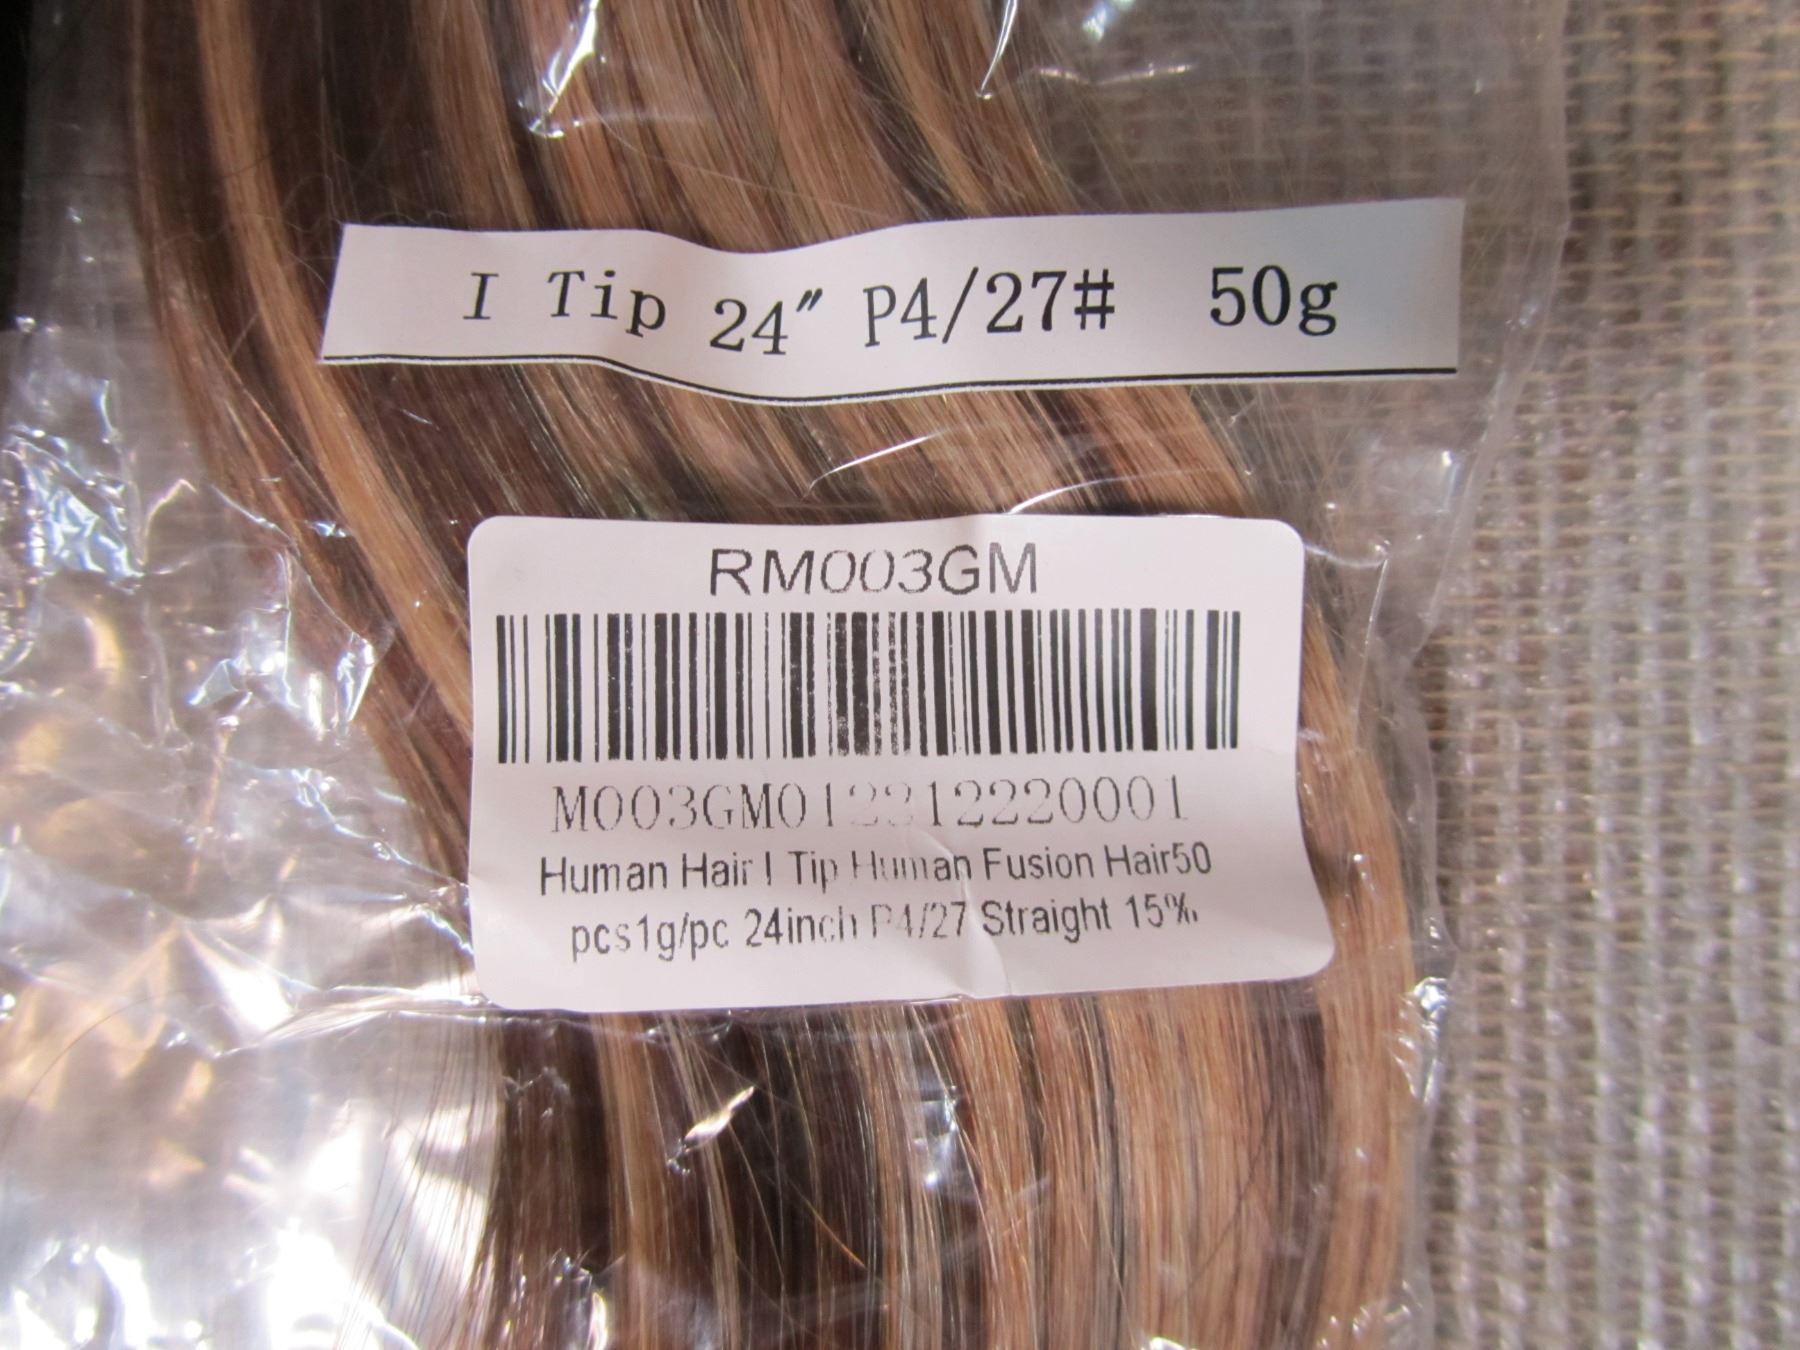 I Tip 24″ P4/27# 50g
RM003GM
M003GM012312220001
Human Hair I Tip Human Fusion Hair50
pcs1g/pc 24inch P4/27 Straight 15%.